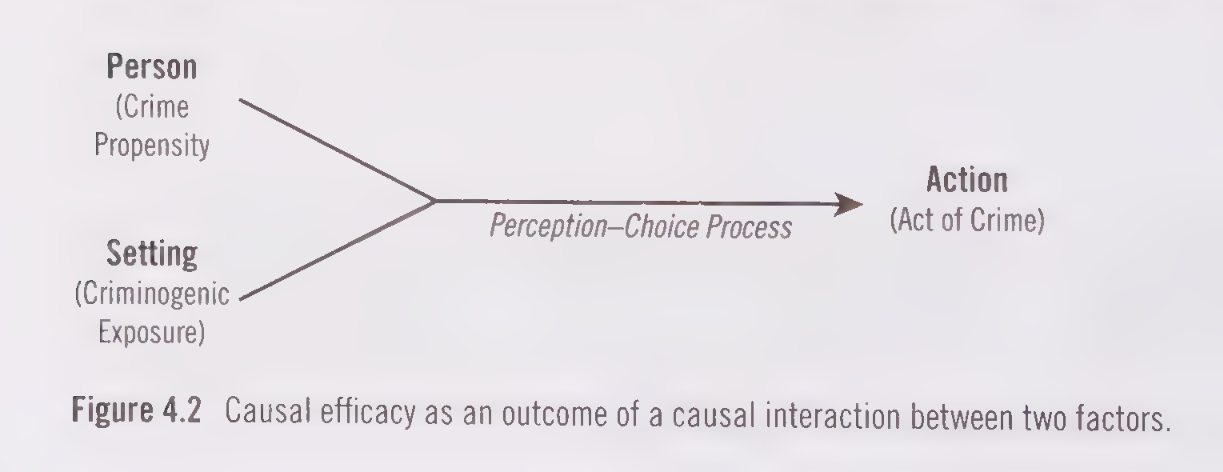 Person
(Crime
Propensity
Setting
(Criminogenic
Exposure)
Perception–Choice Process
Action
(Act of Crime)
Figure 4.2 Causal efficacy as an outcome of a causal interaction between two factors.